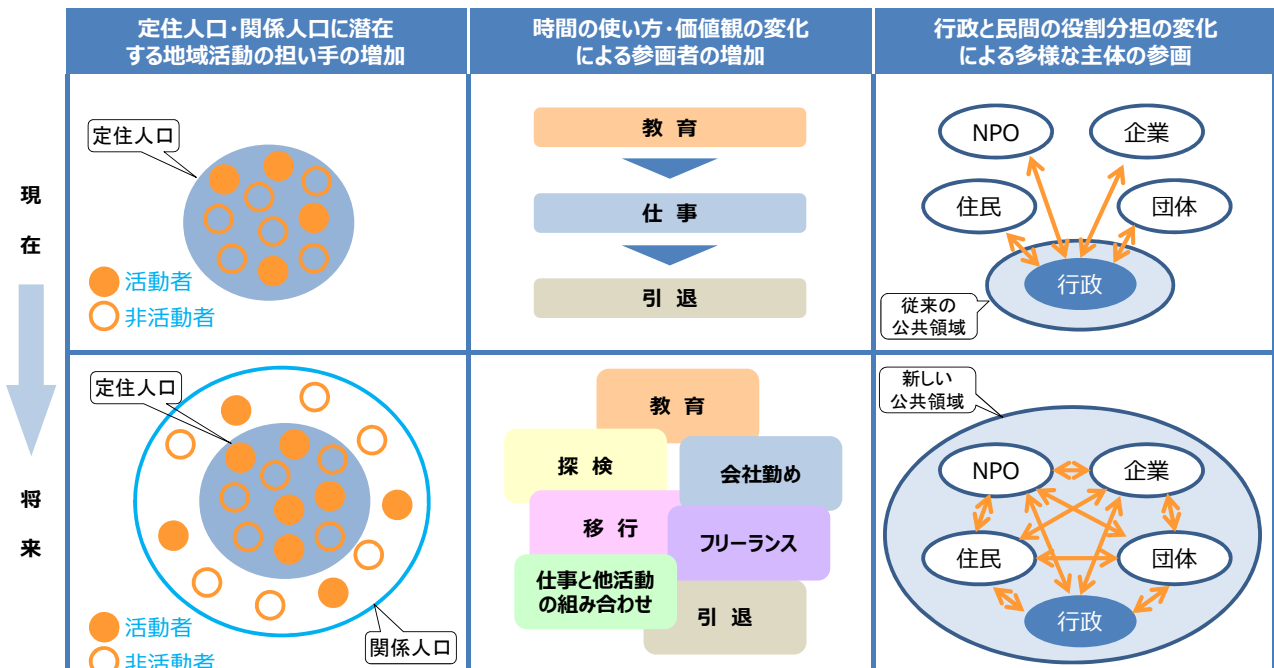 定住人口・関係人口に潜在
する地域活動の担い手の増加
時間の使い方・価値観の変化
による参画者の増加
行政と民間の役割分担の変化
による多様な主体の参画
現
在
定住人口
活動者
非活動者
教 育
仕 事
引 退
NPO
企業
住民
団体
行政
従来の
公共領域
将
来
定住人口
活動者
非活動者
関係人口
教 育
探 検
会社勤め
移 行
フリーランス
仕事と他活動
の組み合わせ
引 退
新しい
公共領域
NPO
企業
住民
団体
行政